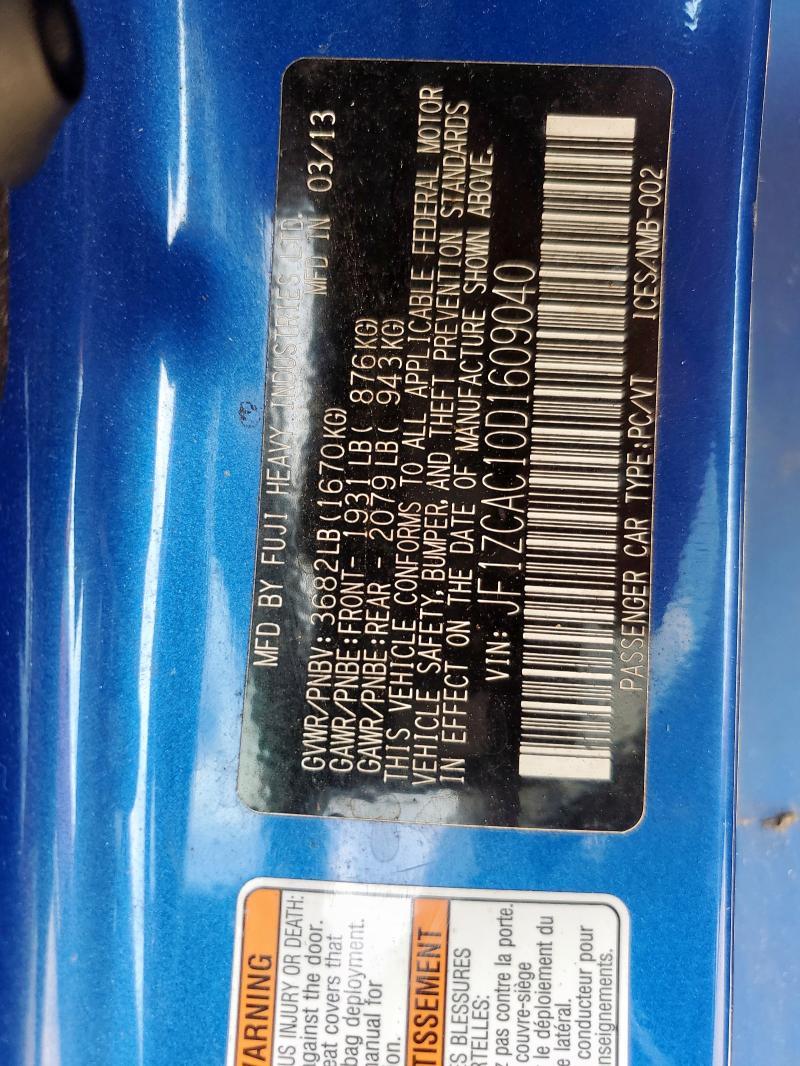 MFD BY FUJI HEAVY INDUSTRIES LTD.
MFD IN 03/13
GVWR/PNBV: 3682LB(1670KG)
GAWR/PNBE:FRONT- 1931LB( 876KG)
GAWR/PNBE:REAR - 2079LB( 943KG)
THIS VEHICLE CONFORMS TO ALL APPLICABLE FEDERAL MOTOR
VEHICLE SAFETY,BUMPER, AND THEFT PREVENTION STANDARDS
IN EFFECT ON THE DATE OF MANUFACTURE SHOWN ABOVE.
VIN: JF1ZCAC10D1609040
PASSENGER CAR TYPE:PC/VT ICES/NMB-002
WARNING
US INJURY OR DEATH:
against the door.
eat covers that
bag deployment.
manual for
on.
TISSEMENT
ES BLESSURES
RTELLES:
z pas contre la porte.
couvre-siège
r le déploiement du
e latéral.
conducteur pour
nseignements.